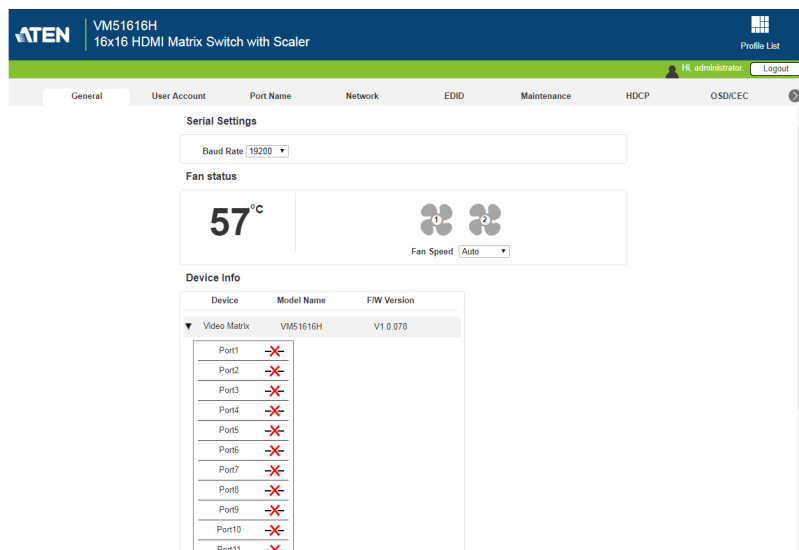 ATEN
VM51616H
16x16 HDMI Matrix Switch with Scaler
Profile List
Hi, administrator. Logout
General User Account Port Name Network EDID Maintenance HDCP OSD/CEC
Serial Settings
Baud Rate 19200
Fan status
57°C
1 2
Fan Speed Auto
Device Info
Device Model Name F/W Version
Video Matrix VM51616H V1.0.078
Port1
Port2
Port3
Port4
Port5
Port6
Port7
Port8
Port9
Port10
Port11